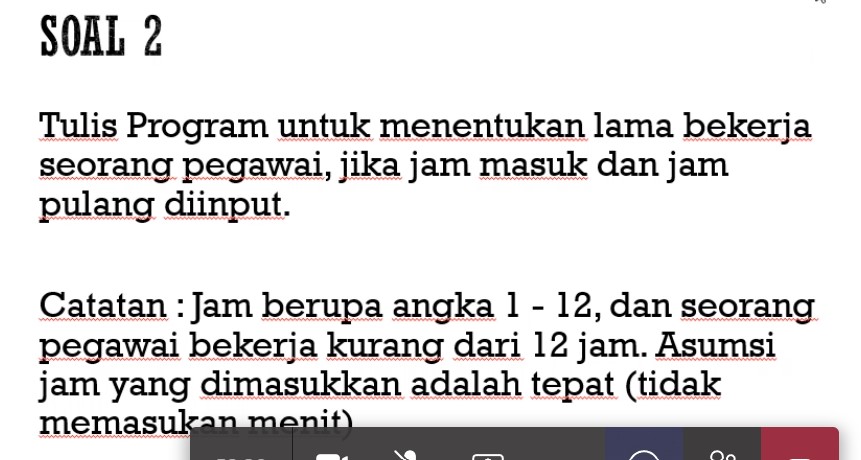 SOAL 2
Tulis Program untuk menentukan lama bekerja
seorang pegawai, jika jam masuk dan jam
pulang diinput.
Catatan : Jam berupa angka 1 - 12, dan seorang
pegawai bekerja kurang dari 12 jam. Asumsi
jam yang dimasukkan adalah tepat (tidak
memasukan menit)